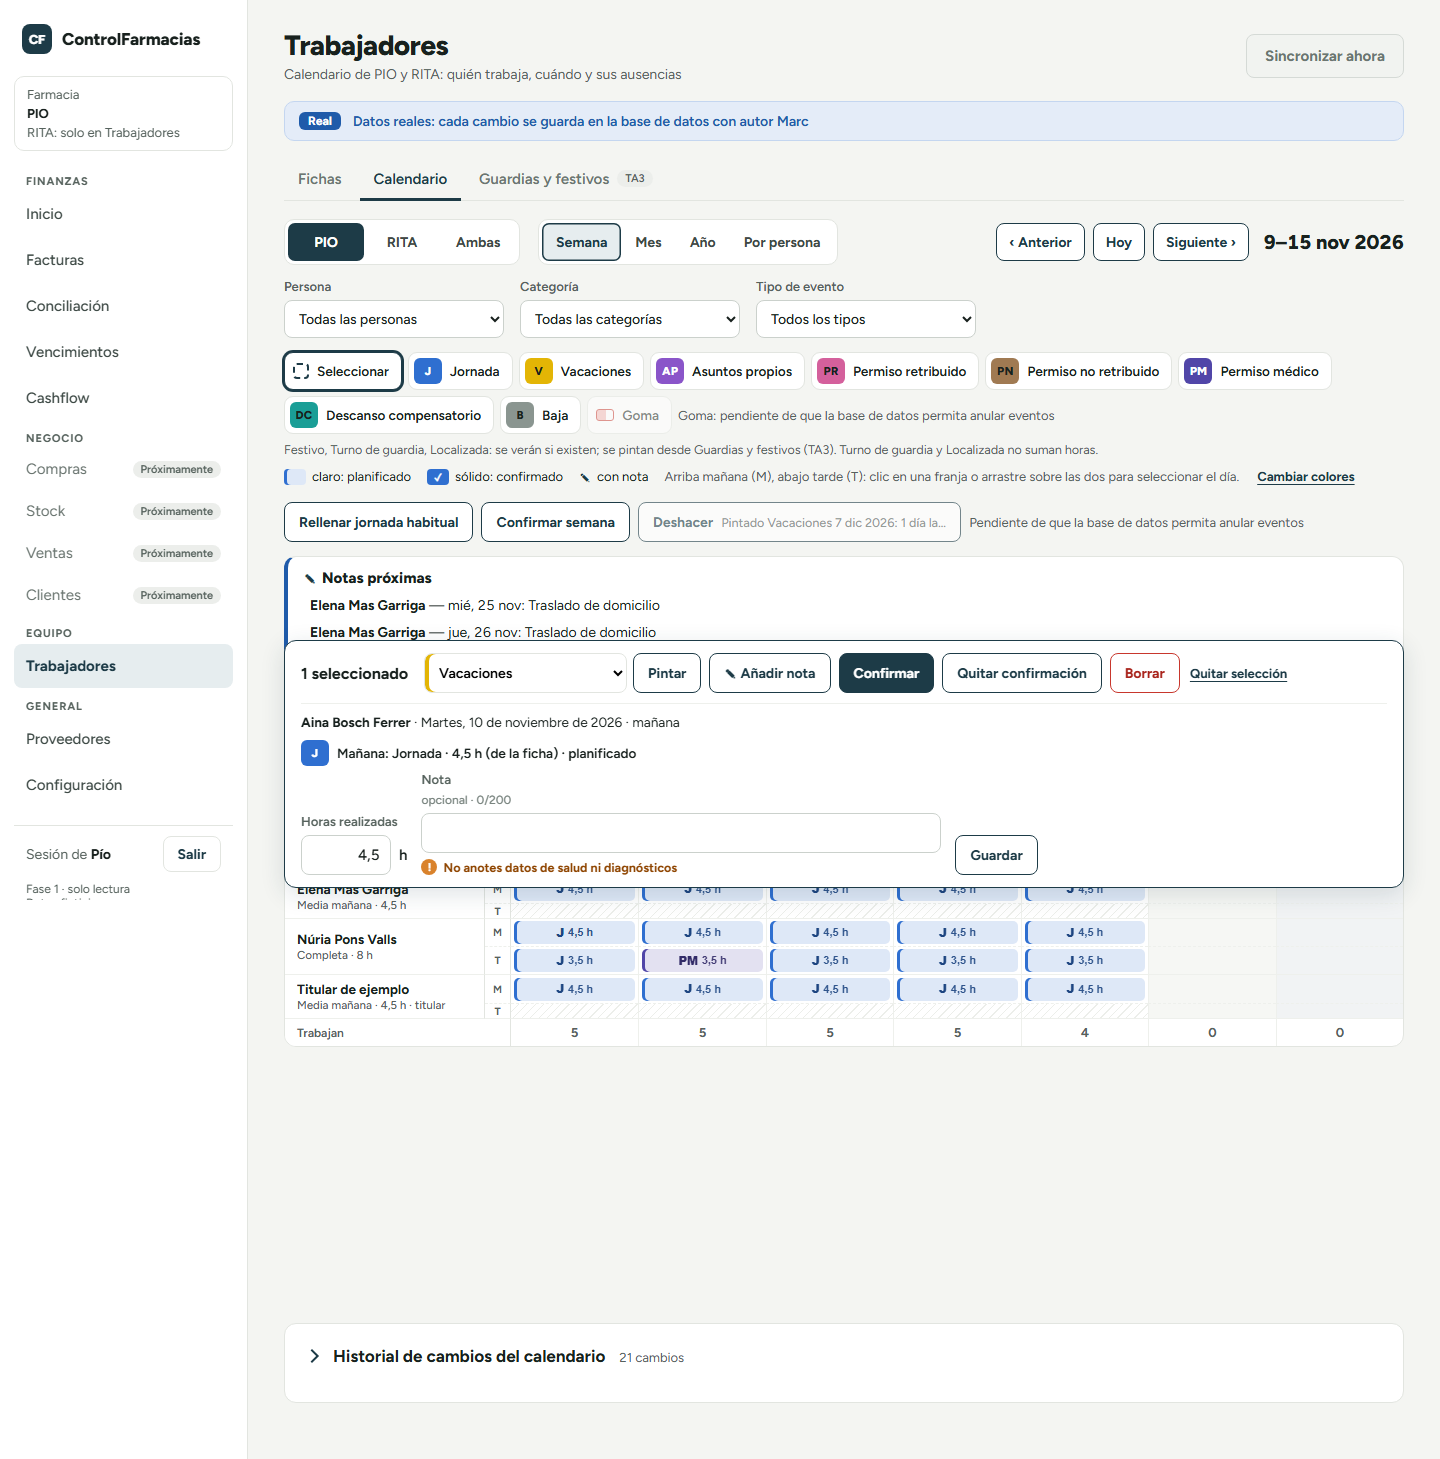 CF ControlFarmacias
Farmacia
PIO
RITA: solo en Trabajadores
FINANZAS
Inicio
Facturas
Conciliación
Vencimientos
Cashflow
NEGOCIO
Compras Próximamente
Stock Próximamente
Ventas Próximamente
Clientes Próximamente
EQUIPO
Trabajadores
GENERAL
Proveedores
Configuración
Sesión de Pío Salir
Fase 1 · solo lectura
Trabajadores
Calendario de PIO y RITA: quién trabaja, cuándo y sus ausencias
Sincronizar ahora
Real Datos reales: cada cambio se guarda en la base de datos con autor Marc
Fichas Calendario Guardias y festivos TA3
PIO RITA Ambas Semana Mes Año Por persona ‹ Anterior Hoy Siguiente › 9–15 nov 2026
Persona Categoría Tipo de evento
Todas las personas Todas las categorías Todos los tipos
Seleccionar J Jornada V Vacaciones AP Asuntos propios PR Permiso retribuido PN Permiso no retribuido PM Permiso médico
DC Descanso compensatorio B Baja Goma Goma: pendiente de que la base de datos permita anular eventos
Festivo, Turno de guardia, Localizada: se verán si existen; se pintan desde Guardias y festivos (TA3). Turno de guardia y Localizada no suman horas.
claro: planificado ✓ sólido: confirmado con nota Arriba mañana (M), abajo tarde (T): clic en una franja o arrastre sobre las dos para seleccionar el día. Cambiar colores
Rellenar jornada habitual Confirmar semana Deshacer Pintado Vacaciones 7 dic 2026: 1 día la... Pendiente de que la base de datos permita anular eventos
Notas próximas
Elena Mas Garriga — mié, 25 nov: Traslado de domicilio
Elena Mas Garriga — jue, 26 nov: Traslado de domicilio
1 seleccionado Vacaciones Pintar Añadir nota Confirmar Quitar confirmación Borrar Quitar selección
Aina Bosch Ferrer · Martes, 10 de noviembre de 2026 · mañana
J Mañana: Jornada · 4,5 h (de la ficha) · planificado
Nota
opcional · 0/200
Horas realizadas
4,5 h
Guardar
! No anotes datos de salud ni diagnósticos
Elena Mas Garriga M J 4,5 h J 4,5 h J 4,5 h J 4,5 h J 4,5 h
Media mañana · 4,5 h T
Núria Pons Valls M J 4,5 h J 4,5 h J 4,5 h J 4,5 h J 4,5 h
Completa · 8 h T J 3,5 h PM 3,5 h J 3,5 h J 3,5 h J 3,5 h
Titular de ejemplo M J 4,5 h J 4,5 h J 4,5 h J 4,5 h J 4,5 h
Media mañana · 4,5 h · titular T
Trabajan 5 5 5 5 4 0 0
Historial de cambios del calendario 21 cambios